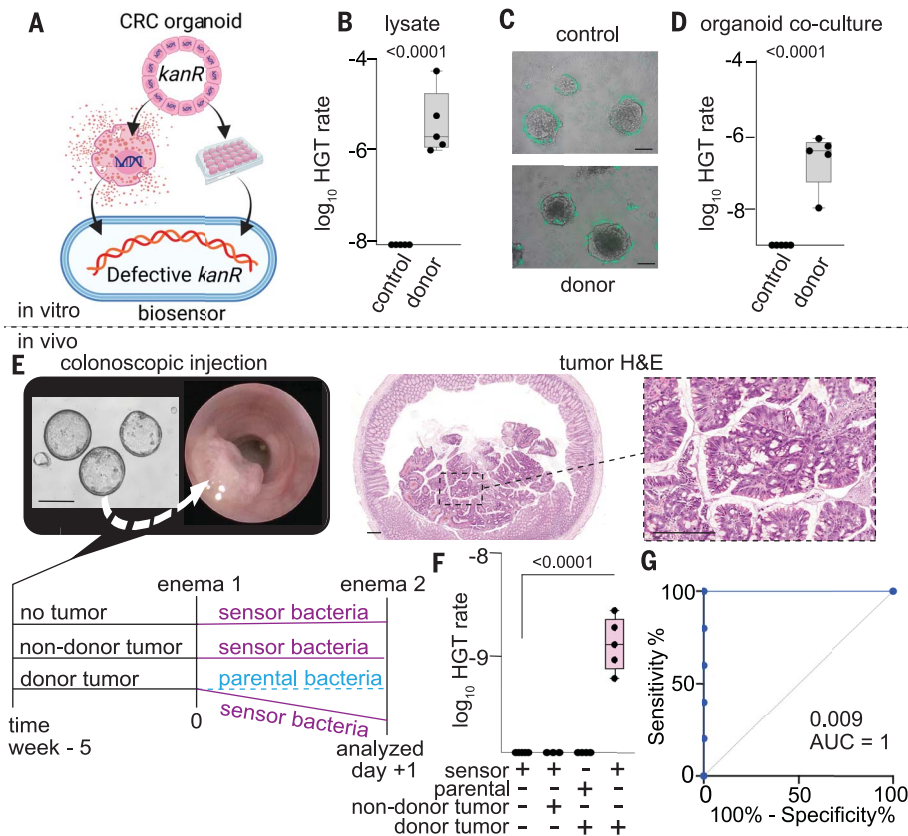 A
CRC organoid
kanR
Defective kanR
biosensor
in vitro
B
lysate
<0.0001
-4
-6
-8
log10 HGT rate
control
donor
C
control
donor
D
organoid co-culture
<0.0001
-4
-6
-8
log10 HGT rate
control
donor
in vivo
E
colonoscopic injection
tumor H&E
enema 1
enema 2
no tumor
sensor bacteria
non-donor tumor
sensor bacteria
donor tumor
parental bacteria
sensor bacteria
time
week - 5
0
analyzed
day +1
F
-8
<0.0001
-9
log10 HGT rate
sensor + + - +
parental - - + -
non-donor tumor - + - -
donor tumor - - + +
G
100
50
0
Sensitivity %
0.009
AUC = 1
0 50 100
100% - Specificity%